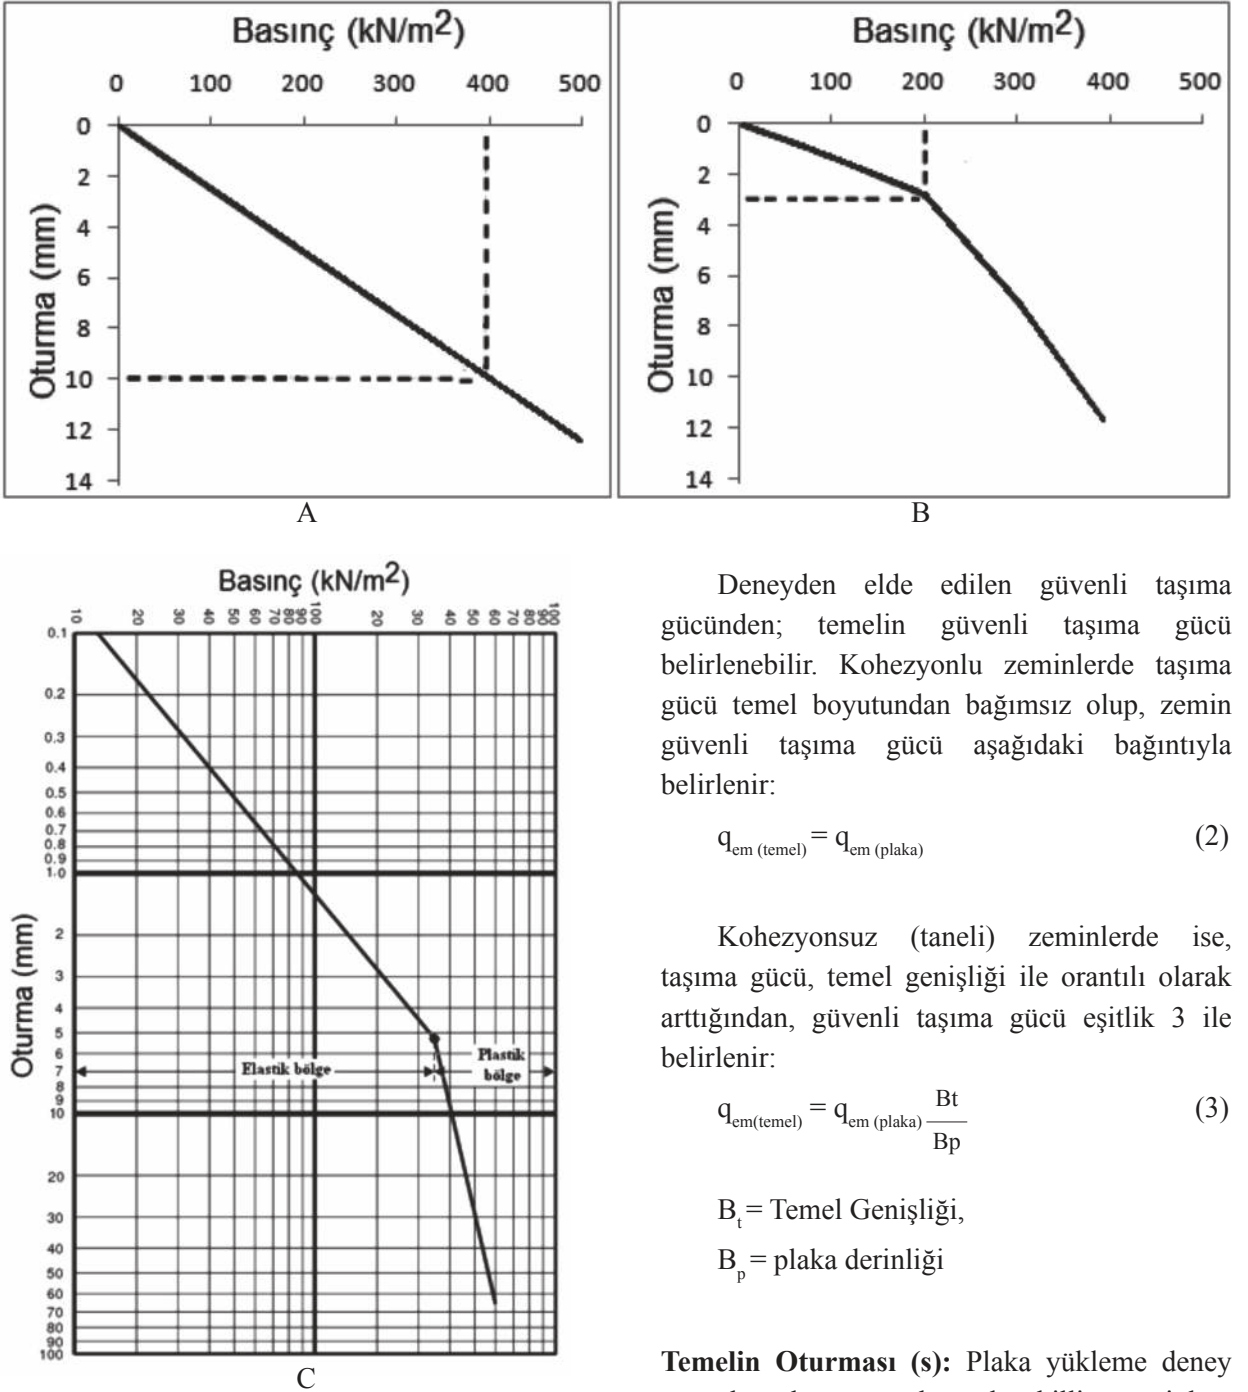 Basınç (kN/m2)
0 100 200 300 400 500
0
2
4
6
8
10
12
14
Oturma (mm)
A
Basınç (kN/m2)
0 100 200 300 400 500
0
2
4
6
8
10
12
14
Oturma (mm)
B
Basınç (kN/m2)
10 20 30 40 50 60 70 80 90 100 20 30 40 50 60 70 80 90 100
0.1
0.2
0.3
0.4
0.5
0.6
0.7
0.8
0.9
1.0
2
3
4
5
6
7
8
9
10
20
30
40
50
60
70
80
90
100
Oturma (mm)
Elastik bölge
Plastik
bölge
C
Deneyden elde edilen güvenli taşıma
gücünden; temelin güvenli taşıma gücü
belirlenebilir. Kohezyonlu zeminlerde taşıma
gücü temel boyutundan bağımsız olup, zemin
güvenli taşıma gücü aşağıdaki bağıntıyla
belirlenir:
qem (temel) = qem (plaka) (2)
Kohezyonsuz (taneli) zeminlerde ise,
taşıma gücü, temel genişliği ile orantılı olarak
arttığından, güvenli taşıma gücü eşitlik 3 ile
belirlenir:
qem(temel) = qem (plaka) Bt/Bp (3)
Bt = Temel Genişliği,
Bp = plaka derinliği
Temelin Oturması (s): Plaka yükleme deney